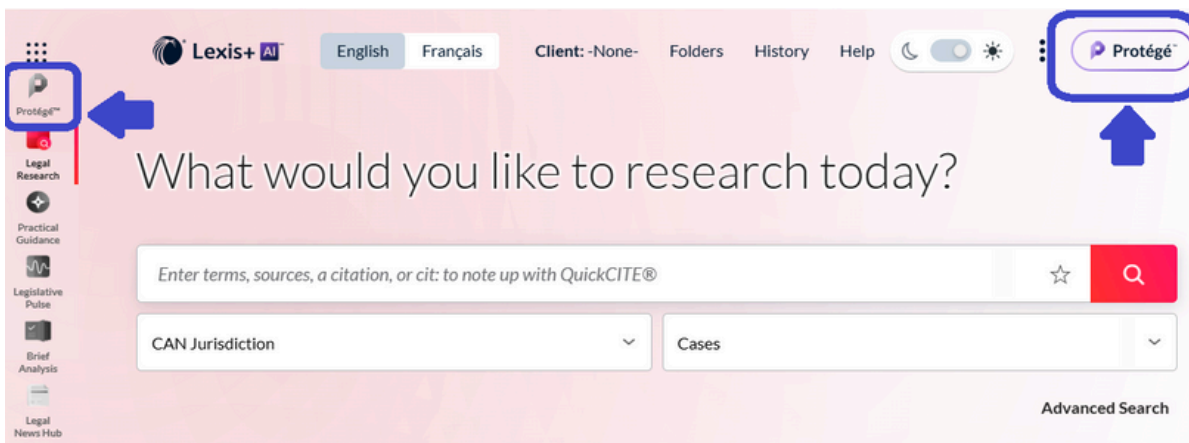 Lexis+ AI™
English
Français
Client: -None-
Folders
History
Help
Protégé™
Protégé™
Legal
Research
Practical
Guidance
Legislative
Pulse
Brief
Analysis
Legal
News Hub
What would you like to research today?
Enter terms, sources, a citation, or cit: to note up with QuickCITE®
CAN Jurisdiction
Cases
Advanced Search